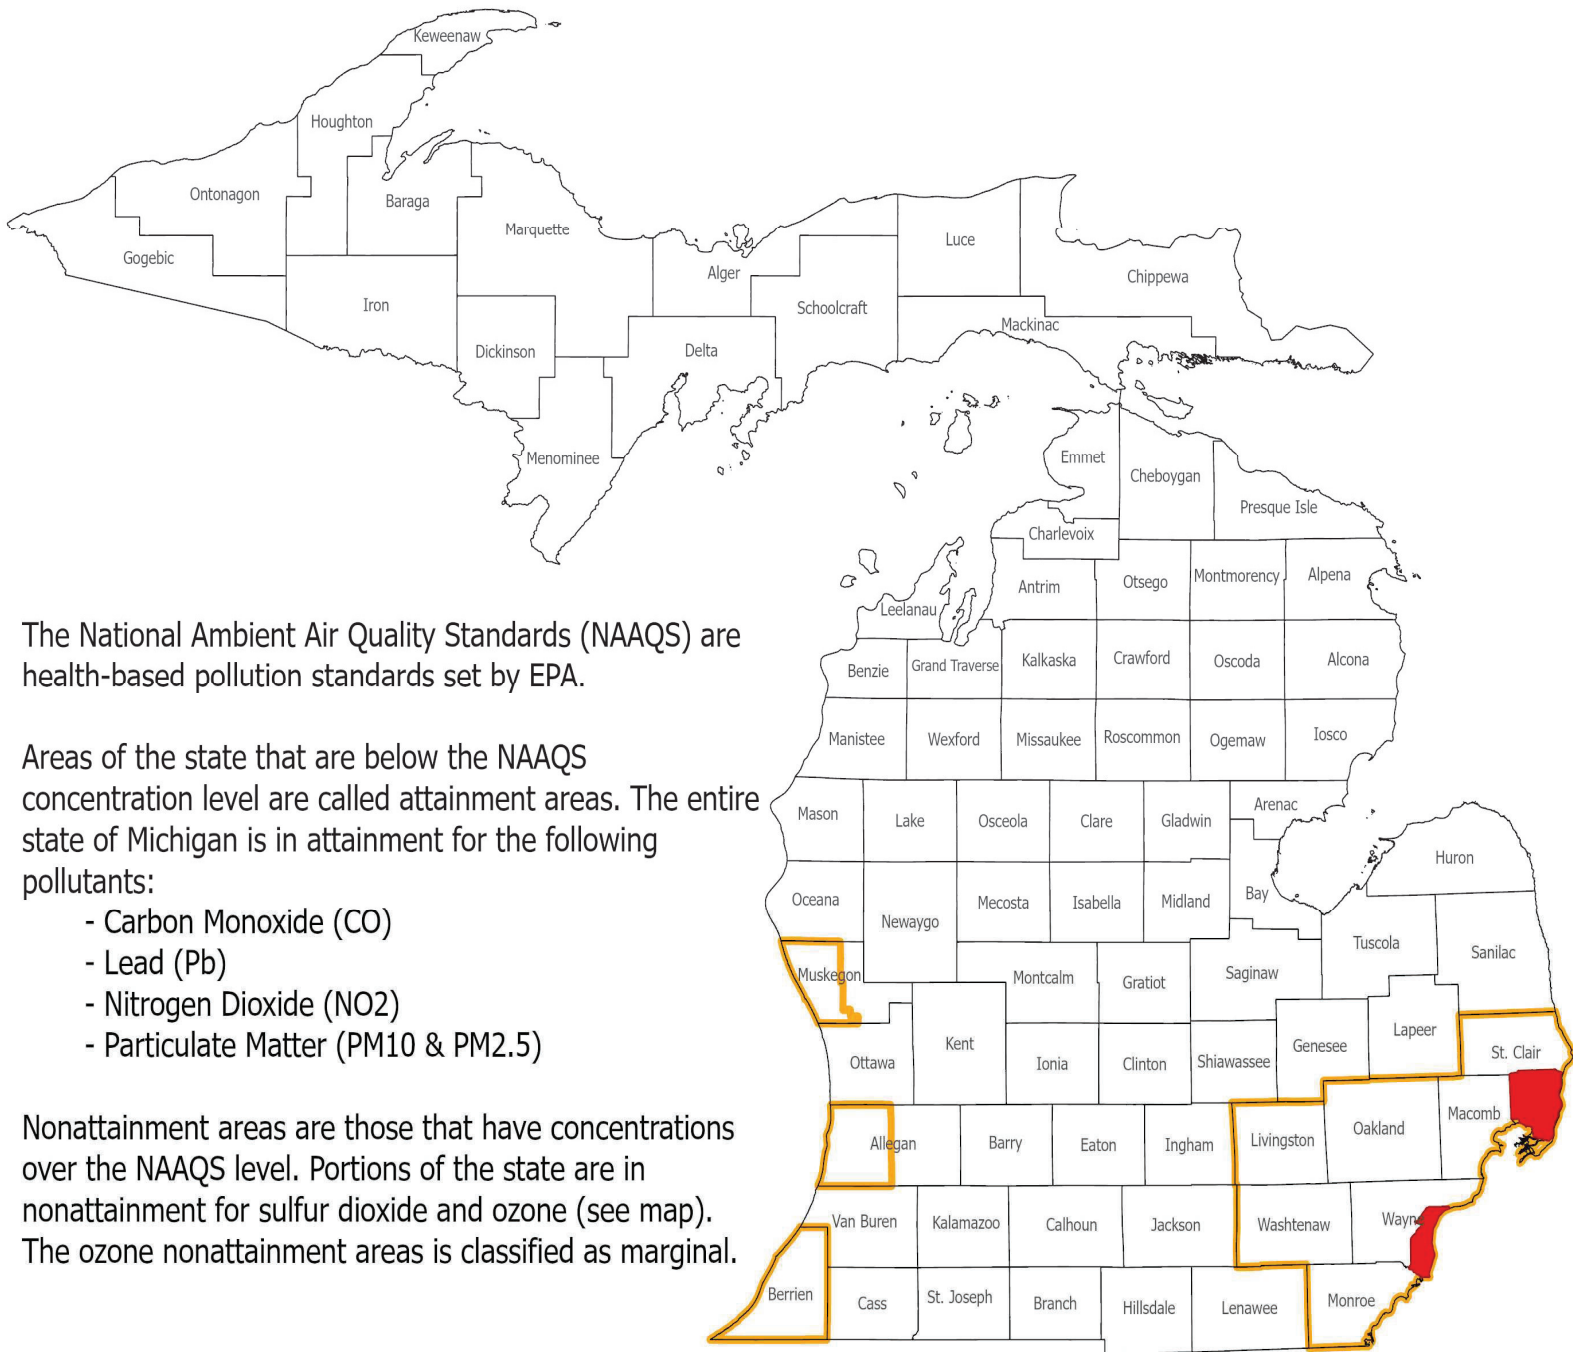 Keweenaw
Houghton
Ontonagon
Baraga
Marquette
Gogebic
Luce
Alger
Chippewa
Iron
Schoolcraft
Mackinac
Dickinson
Delta
Menominee
Emmet
Cheboygan
Presque Isle
Charlevoix
Antrim
Otsego
Montmorency
Alpena
Leelanau
The National Ambient Air Quality Standards (NAAQS) are
health-based pollution standards set by EPA.
Areas of the state that are below the NAAQS
concentration level are called attainment areas. The entire
state of Michigan is in attainment for the following
pollutants:
- Carbon Monoxide (CO)
- Lead (Pb)
- Nitrogen Dioxide (NO2)
- Particulate Matter (PM10 & PM2.5)
Nonattainment areas are those that have concentrations
over the NAAQS level. Portions of the state are in
nonattainment for sulfur dioxide and ozone (see map).
The ozone nonattainment areas is classified as marginal.
Benzie
Grand Traverse
Kalkaska
Crawford
Oscoda
Alcona
Manistee
Wexford
Missaukee
Roscommon
Ogemaw
Iosco
Mason
Lake
Osceola
Clare
Gladwin
Arenac
Huron
Oceana
Newaygo
Mecosta
Isabella
Midland
Bay
Tuscola
Sanilac
Muskegon
Montcalm
Gratiot
Saginaw
Lapeer
Ottawa
Kent
Ionia
Clinton
Shiawassee
Genesee
St. Clair
Allegan
Barry
Eaton
Ingham
Livingston
Oakland
Macomb
Van Buren
Kalamazoo
Calhoun
Jackson
Washtenaw
Wayne
Berrien
Cass
St. Joseph
Branch
Hillsdale
Lenawee
Monroe